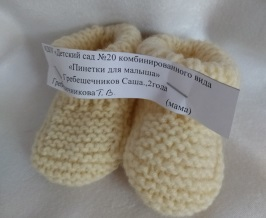 «Детский сад №20 комбинированного вида
«Пинетки для малыша»
Гребешечников Саша.,2года
Т. В.
(мама)